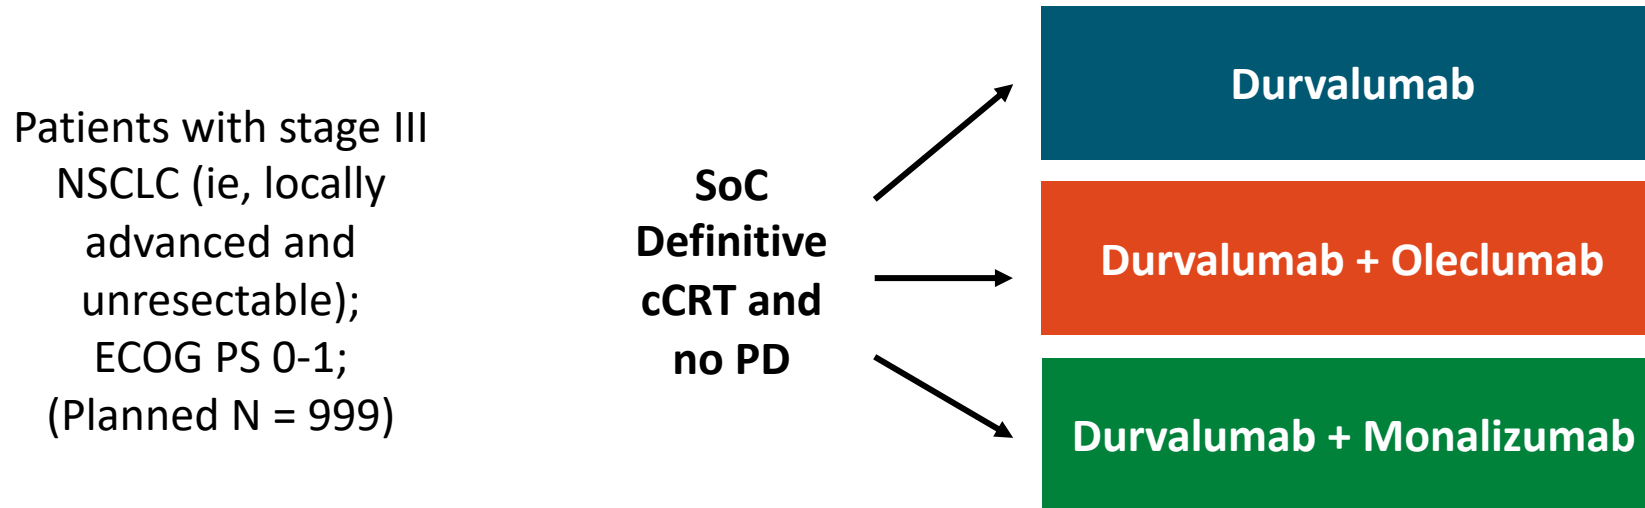 Patients with stage III
NSCLC (ie, locally
advanced and
unresectable);
ECOG PS 0-1;
(Planned N = 999)
SoC
Definitive
cCRT and
no PD
Durvalumab
Durvalumab + Oleclumab
Durvalumab + Monalizumab